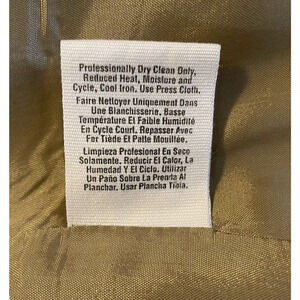 Professionally Dry Clean Only,
Reduced Heat, Moisture and
Cycle, Cool Iron. Use Press Cloth.
Faire Nettoyer Uniquement Dans
Une Blanchisserie. Basse
Température Et Faible Humidité
En Cycle Court. Repasser Avec
Fer Tiède Et Patte Mouillée.
Limpieza Profesional En Seco
Solamente. Reducir El Calor, La
Humedad Y El Ciclo. Utilizar
Un Paño Sobre La Prenda Al
Planchar. Usar Plancha Tibia.